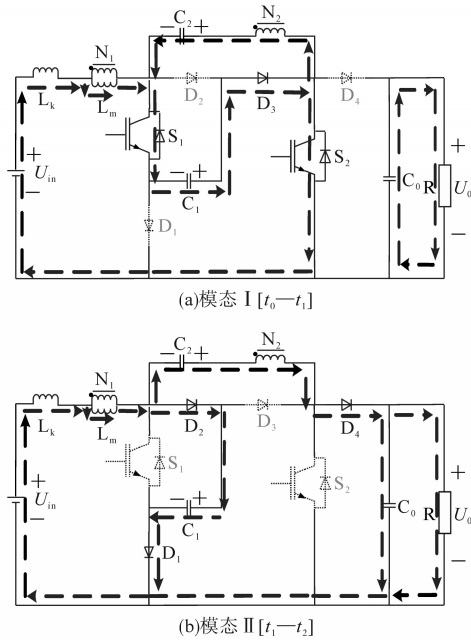 − C₂ +
N₂
N₁
Lₖ
Lₘ
D₂
D₃
D₄
+
Uᵢₙ
−
S₁
− +
C₁
S₂
C₀
R
+
U₀
−
D₁
(a)模态 Ⅰ [t₀—t₁]
C₂
− +
N₂
N₁
Lₖ
Lₘ
D₂
D₃
D₄
+
Uᵢₙ
−
S₁
− +
C₁
S₂
C₀
R
+
U₀
−
D₁
(b)模态 Ⅱ [t₁—t₂]